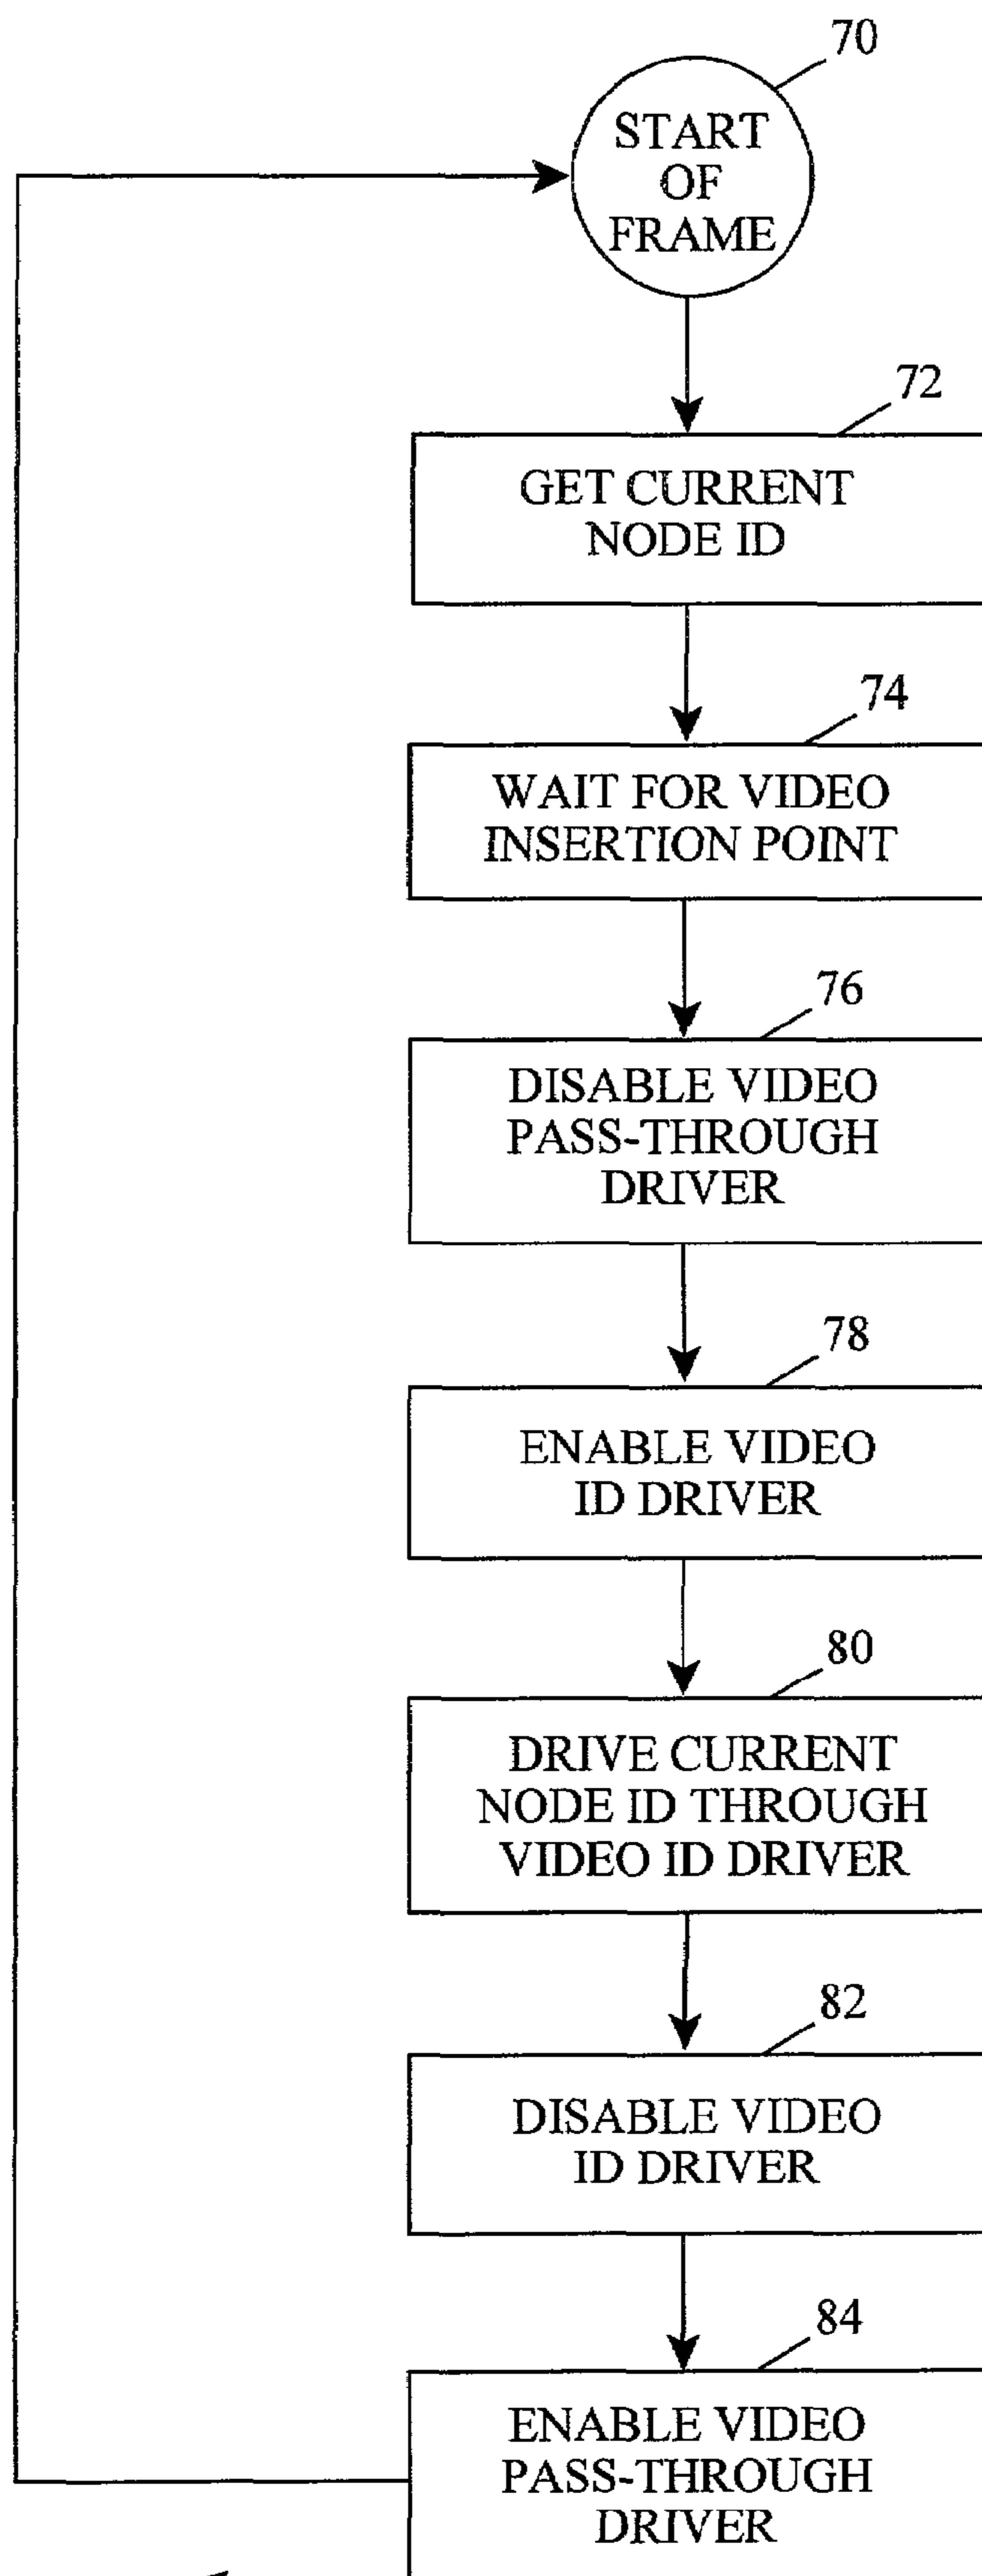 70
START
OF
FRAME
72
GET CURRENT
NODE ID
74
WAIT FOR VIDEO
INSERTION POINT
76
DISABLE VIDEO
PASS-THROUGH
DRIVER
78
ENABLE VIDEO
ID DRIVER
80
DRIVE CURRENT
NODE ID THROUGH
VIDEO ID DRIVER
82
DISABLE VIDEO
ID DRIVER
84
ENABLE VIDEO
PASS-THROUGH
DRIVER